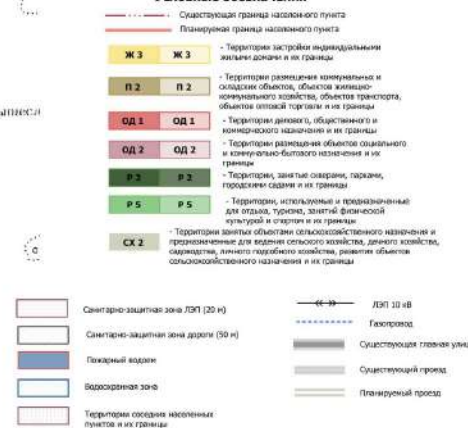 Существующая граница населенного пункта
Планируемая граница населенного пункта
Ж 3 Ж 3 - Территории застройки индивидуальными
жилыми домами и их границы
П 2 П 2 - Территории размещения коммунальных и
складских объектов, объектов жилищно-
коммунального хозяйства, объектов транспорта,
объектов оптовой торговли и их границы
ОД 1 ОД 1 - Территории делового, общественного и
коммерческого назначения и их границы
ОД 2 ОД 2 - Территории размещения объектов социального
и коммунально-бытового назначения и их
границы
Р 2 Р 2 - Территории, занятые скверами, парками,
городскими садами и их границы
Р 5 Р 5 - Территории, используемые и предназначенные
для отдыха, туризма, занятий физической
культурой и спортом и их границы
СХ 2 - Территории занятых объектами сельскохозяйственного назначения и
предназначенные для ведения сельского хозяйства, дачного хозяйства,
садоводства, личного подсобного хозяйства, развития объектов
сельскохозяйственного назначения и их границы
Санитарно-защитная зона ЛЭП (20 м)
Санитарно-защитная зона дороги (50 м)
Пожарный водоем
Водоохранная зона
Территории соседних населенных
пунктов и их границы
ЛЭП 10 кВ
Газопровод
Существующая главная улица
Существующий проезд
Планируемый проезд